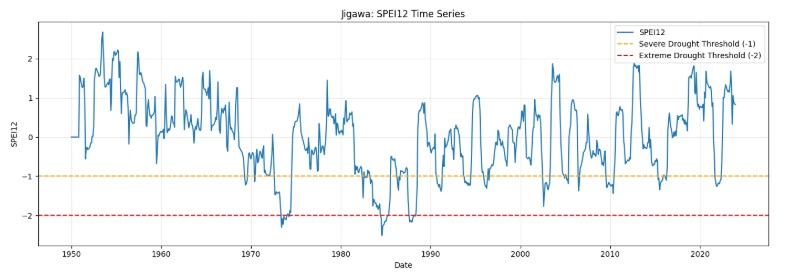 Jigawa: SPEI12 Time Series
SPEI12
Severe Drought Threshold (-1)
Extreme Drought Threshold (-2)
SPEI12
2
1
0
−1
−2
1950 1960 1970 1980 1990 2000 2010 2020
Date